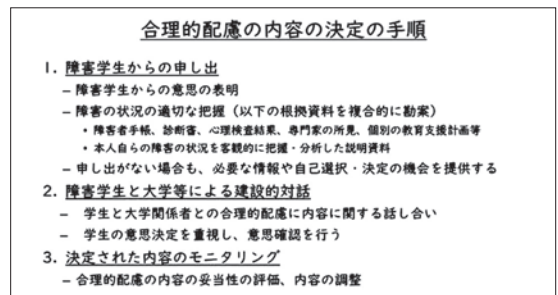 合理的配慮の内容の決定の手順
1. 障害学生からの申し出
– 障害学生からの意思の表明
– 障害の状況の適切な把握（以下の根拠資料を複合的に勘案）
• 障害者手帳、診断書、心理検査結果、専門家の所見、個別の教育支援計画等
• 本人自らの障害の状況を客観的に把握・分析した説明資料
– 申し出がない場合も、必要な情報や自己選択・決定の機会を提供する
2. 障害学生と大学等による建設的対話
– 学生と大学関係者との合理的配慮に内容に関する話し合い
– 学生の意思決定を重視し、意思確認を行う
3. 決定された内容のモニタリング
– 合理的配慮の内容の妥当性の評価、内容の調整